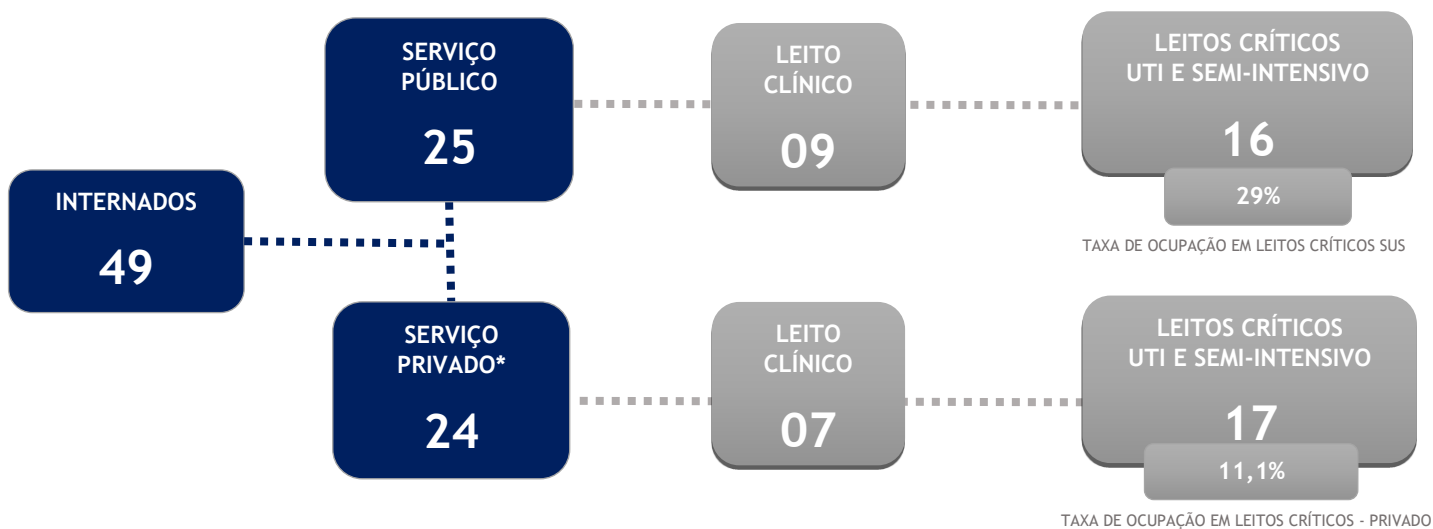 INTERNADOS
49
SERVIÇO
PÚBLICO
25
LEITO
CLÍNICO
09
LEITOS CRÍTICOS
UTI E SEMI-INTENSIVO
16
29%
TAXA DE OCUPAÇÃO EM LEITOS CRÍTICOS SUS
SERVIÇO
PRIVADO*
24
LEITO
CLÍNICO
07
LEITOS CRÍTICOS
UTI E SEMI-INTENSIVO
17
11,1%
TAXA DE OCUPAÇÃO EM LEITOS CRÍTICOS - PRIVADO